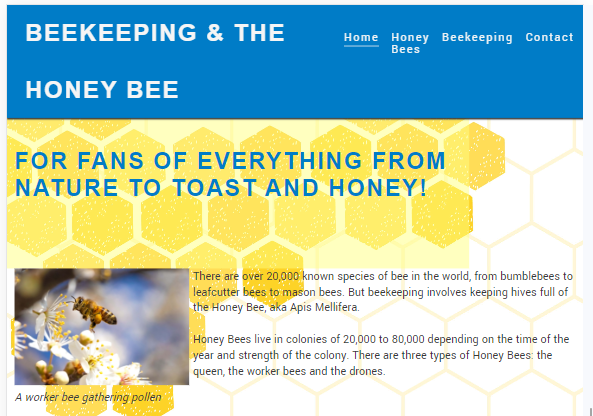 BEEKEEPING & THE
HONEY BEE
Home Honey Beekeeping Contact
Bees
FOR FANS OF EVERYTHING FROM
NATURE TO TOAST AND HONEY!
There are over 20,000 known species of bee in the world, from bumblebees to
leafcutter bees to mason bees. But beekeeping involves keeping hives full of
the Honey Bee, aka Apis Mellifera.
Honey Bees live in colonies of 20,000 to 80,000 depending on the time of the
year and strength of the colony. There are three types of Honey Bees: the
queen, the worker bees and the drones.
A worker bee gathering pollen